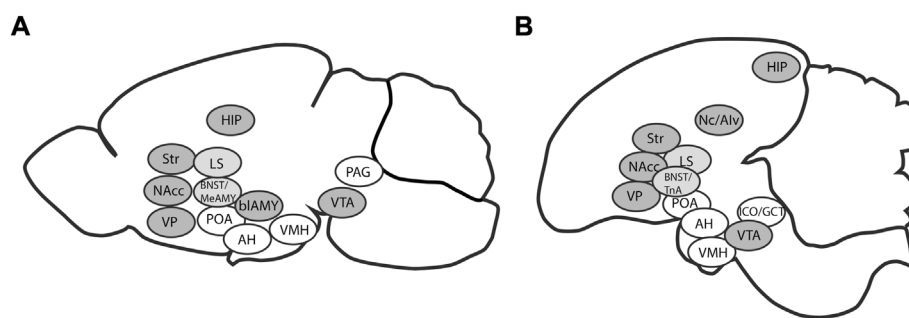 A
HIP
Str
LS
NAcc
BNST/
MeAMY
blAMY
VP
POA
AH
VMH
PAG
VTA
B
HIP
Nc/Alv
Str
NAcc
LS
BNST/
TnA
VP
POA
AH
VMH
ICO/GCT
VTA